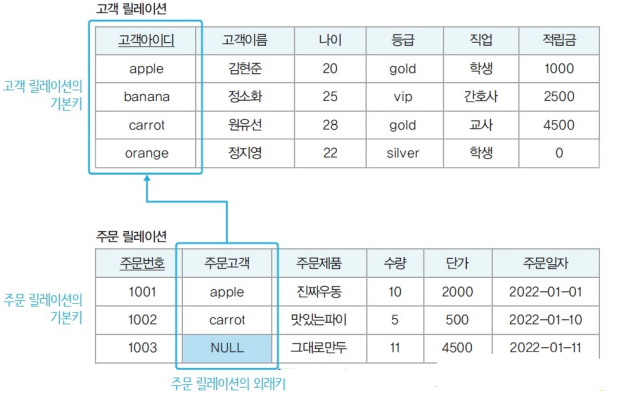 고객 릴레이션
고객아이디 고객이름 나이 등급 직업 적립금
apple 김현준 20 gold 학생 1000
고객 릴레이션의
기본키
banana 정소화 25 vip 간호사 2500
carrot 원유선 28 gold 교사 4500
orange 정지영 22 silver 학생 0
주문 릴레이션
주문번호 주문고객 주문제품 수량 단가 주문일자
1001 apple 진짜우동 10 2000 2022-01-01
주문 릴레이션의
기본키
1002 carrot 맛있는파이 5 500 2022-01-10
1003 NULL 그대로만두 11 4500 2022-01-11
주문 릴레이션의 외래키